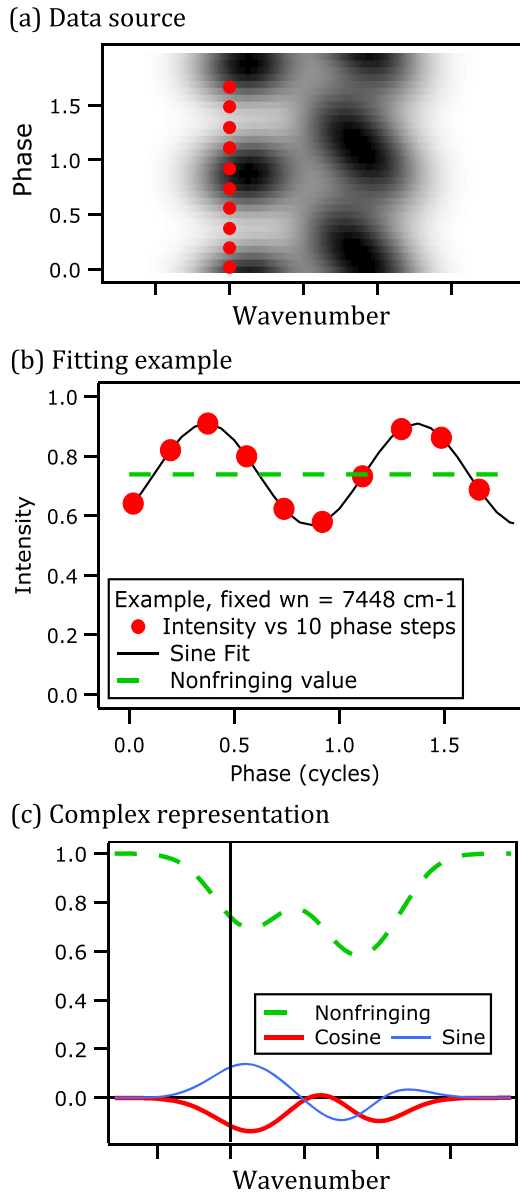 (a) Data source
Phase
1.5
1.0
0.5
0.0
Wavenumber
(b) Fitting example
Intensity
1.0
0.8
0.6
0.4
0.2
0.0
Example, fixed wn = 7448 cm-1
Intensity vs 10 phase steps
Sine Fit
Nonfringing value
0.0 0.5 1.0 1.5
Phase (cycles)
(c) Complex representation
1.0
0.8
0.6
0.4
0.2
0.0
Nonfringing
Cosine Sine
Wavenumber